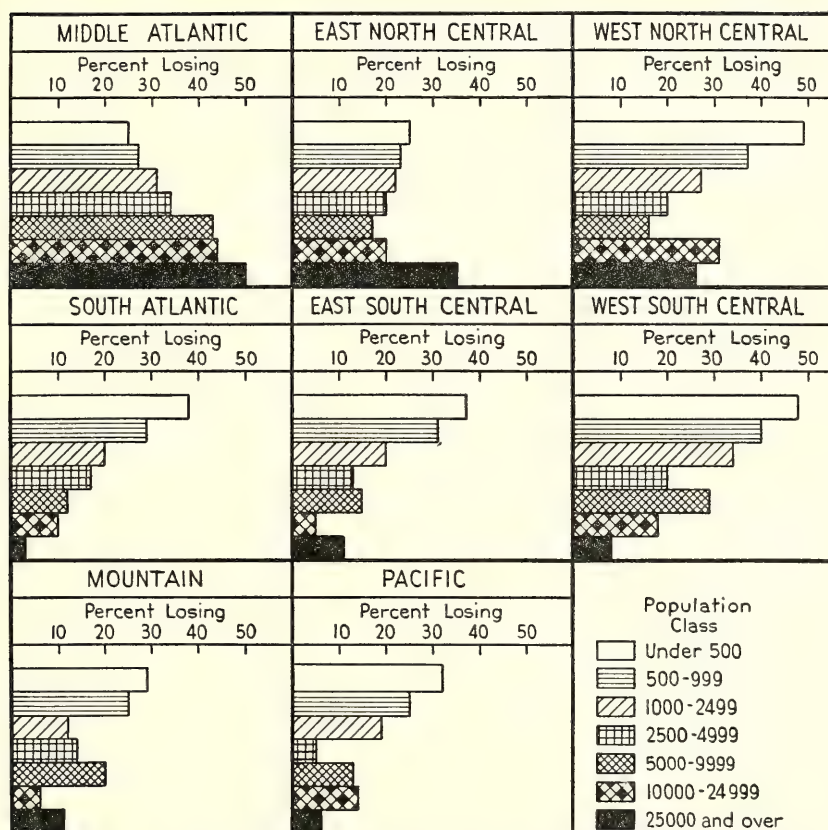 MIDDLE ATLANTIC
Percent Losing
10 20 30 40 50
EAST NORTH CENTRAL
Percent Losing
10 20 30 40 50
WEST NORTH CENTRAL
Percent Losing
10 20 30 40 50
SOUTH ATLANTIC
Percent Losing
10 20 30 40 50
EAST SOUTH CENTRAL
Percent Losing
10 20 30 40 50
WEST SOUTH CENTRAL
Percent Losing
10 20 30 40 50
MOUNTAIN
Percent Losing
10 20 30 40 50
PACIFIC
Percent Losing
10 20 30 40 50
Population
Class
Under 500
500-999
1000-2499
2500-4999
5000-9999
10000-24999
25000 and over